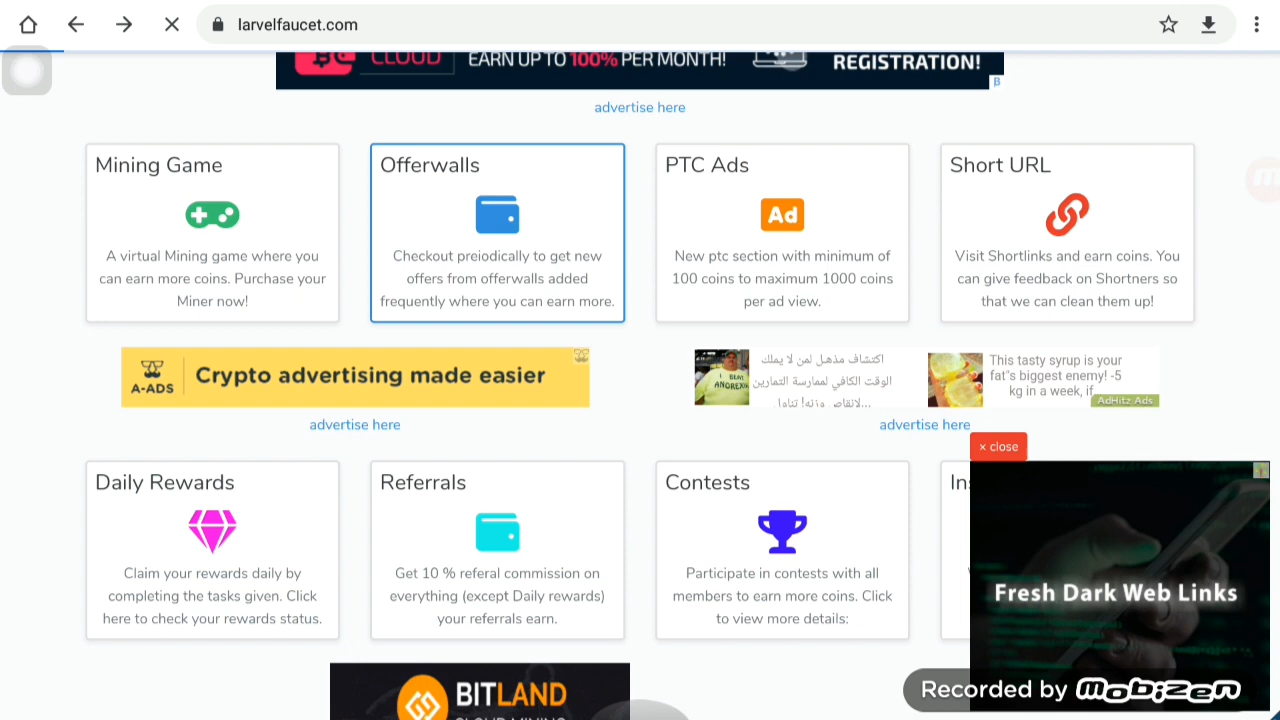 larvelfaucet.com
CLOUD
EARN UP TO 100% PER MONTH!
REGISTRATION!
advertise here
Mining Game
A virtual Mining game where you
can earn more coins. Purchase your
Miner now!
Offerwalls
Checkout preiodically to get new
offers from offerwalls added
frequently where you can earn more.
PTC Ads
Ad
New ptc section with minimum of
100 coins to maximum 1000 coins
per ad view.
Short URL
Visit Shortlinks and earn coins. You
can give feedback on Shortners so
that we can clean them up!
A-ADS
Crypto advertising made easier
advertise here
I BEAT
ANOREXIA
اكتشاف مذهل لمن لا يملك
الوقت الكافي لممارسة التمارين
لإنقاص وزنه! تناول...
This tasty syrup is your
fat"s biggest enemy! -5
kg in a week, if
AdHitz Ads
advertise here
× close
Daily Rewards
Claim your rewards daily by
completing the tasks given. Click
here to check your rewards status.
Referrals
Get 10 % referal commission on
everything (except Daily rewards)
your referrals earn.
Contests
Participate in contests with all
members to earn more coins. Click
to view more details:
Fresh Dark Web Links
BITLAND
CLOUD MINING
Recorded by mobizen